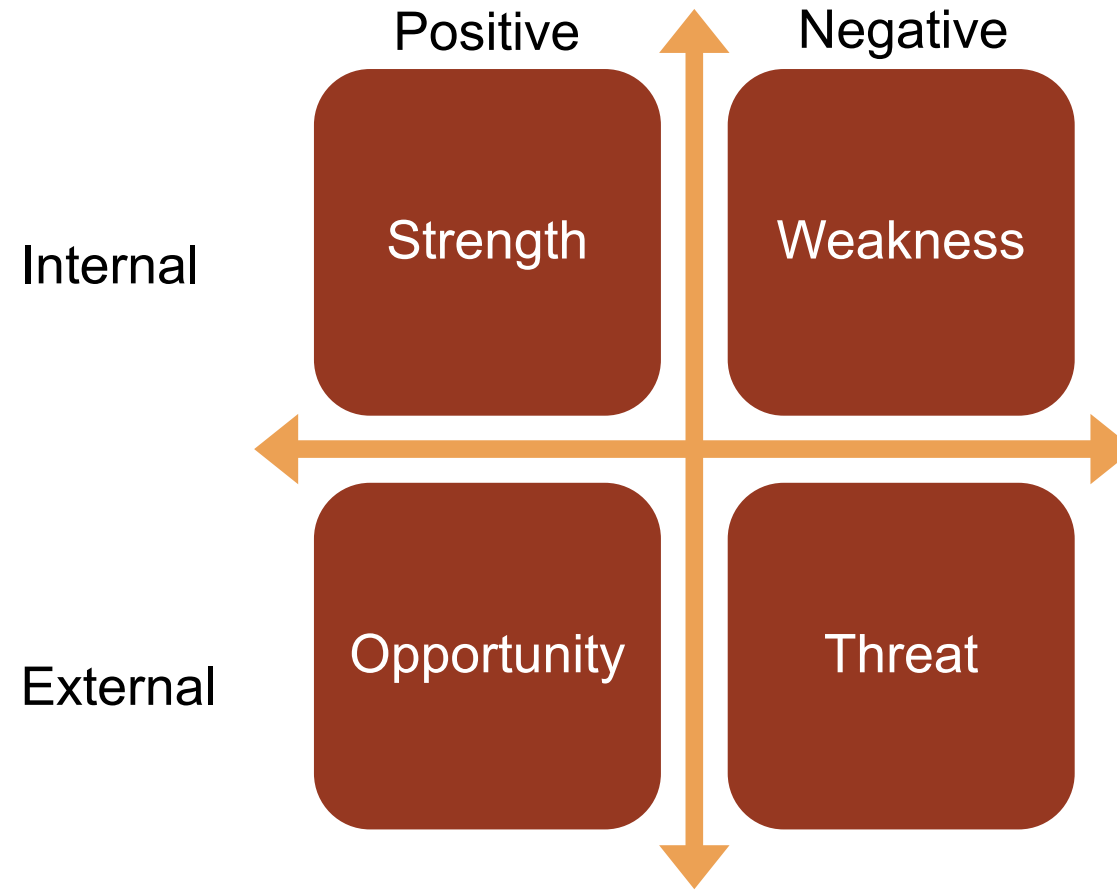 Positive
Negative
Internal
Strength
Weakness
External
Opportunity
Threat